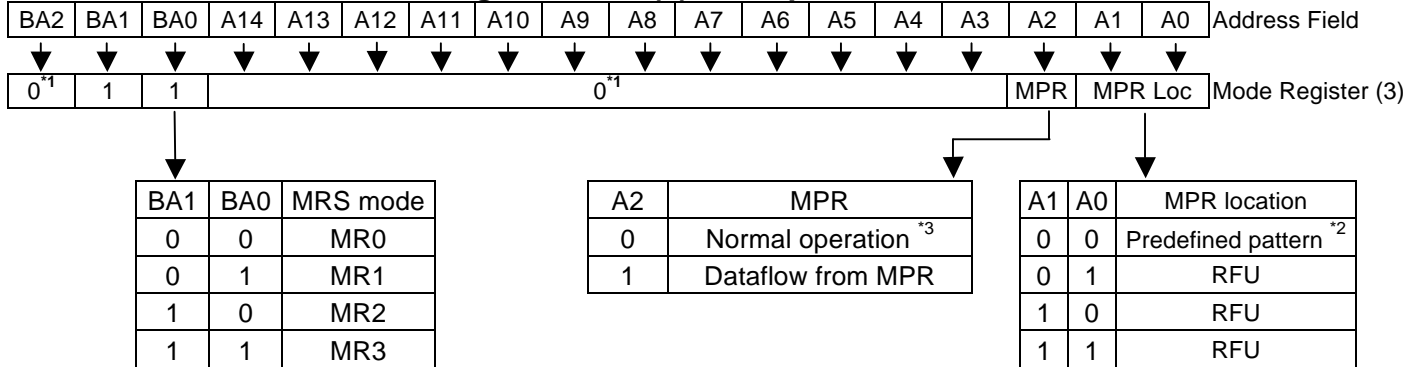 BA2 BA1 BA0 A14 A13 A12 A11 A10 A9 A8 A7 A6 A5 A4 A3 A2 A1 A0 Address Field
0*1 1 1 0*1 MPR MPR Loc Mode Register (3)
BA1 BA0 MRS mode
0 0 MR0
0 1 MR1
1 0 MR2
1 1 MR3
A2 MPR
0 Normal operation *3
1 Dataflow from MPR
A1 A0 MPR location
0 0 Predefined pattern *2
0 1 RFU
1 0 RFU
1 1 RFU